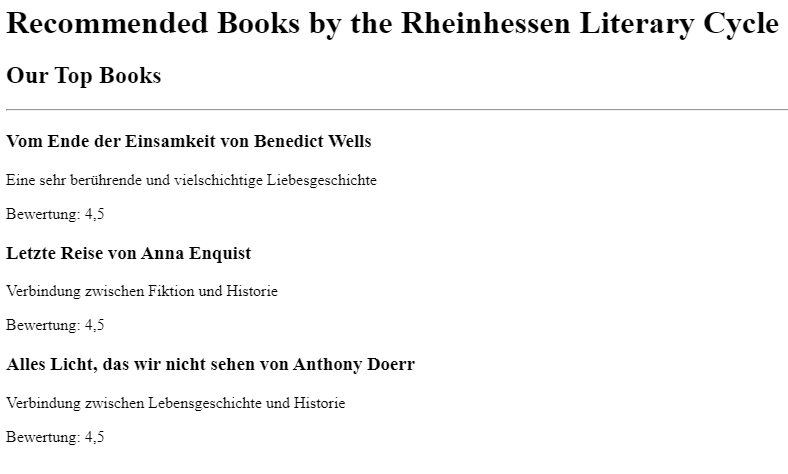 Recommended Books by the Rheinhessen Literary Cycle
Our Top Books
Vom Ende der Einsamkeit von Benedict Wells
Eine sehr berührende und vielschichtige Liebesgeschichte
Bewertung: 4,5
Letzte Reise von Anna Enquist
Verbindung zwischen Fiktion und Historie
Bewertung: 4,5
Alles Licht, das wir nicht sehen von Anthony Doerr
Verbindung zwischen Lebensgeschichte und Historie
Bewertung: 4,5